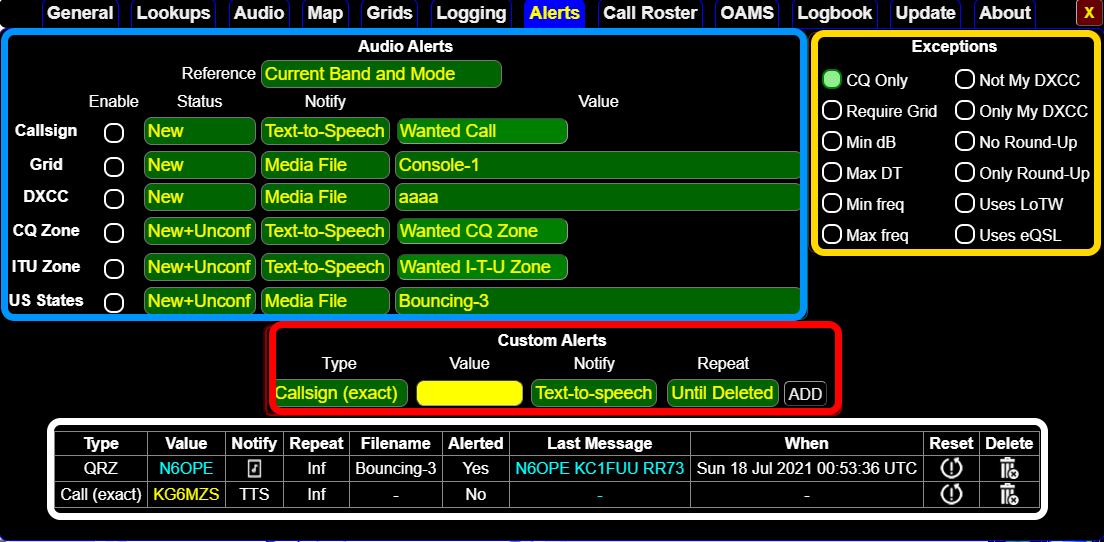 General Lookups Audio Map Grids Logging Alerts Call Roster OAMS Logbook Update About X
Audio Alerts
Reference Current Band and Mode
Enable Status Notify Value
Callsign New Text-to-Speech Wanted Call
Grid New Media File Console-1
DXCC New Media File aaaa
CQ Zone New+Unconf Text-to-Speech Wanted CQ Zone
ITU Zone New+Unconf Text-to-Speech Wanted I-T-U Zone
US States New+Unconf Media File Bouncing-3
Exceptions
CQ Only Not My DXCC
Require Grid Only My DXCC
Min dB No Round-Up
Max DT Only Round-Up
Min freq Uses LoTW
Max freq Uses eQSL
Custom Alerts
Type Value Notify Repeat
Callsign (exact) Text-to-speech Until Deleted ADD
Type Value Notify Repeat Filename Alerted Last Message When Reset Delete
QRZ N6OPE Inf Bouncing-3 Yes N6OPE KC1FUU RR73 Sun 18 Jul 2021 00:53:36 UTC
Call (exact) KG6MZS TTS Inf - No - -